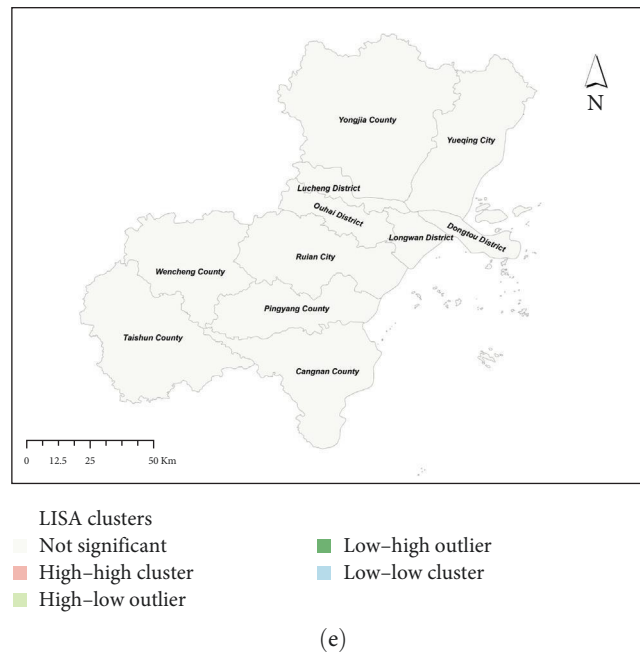 N
Yongjia County
Yueqing City
Lucheng District
Ouhai District
Dongtou District
Longwan District
Ruian City
Wencheng County
Pingyang County
Taishun County
Cangnan County
0 12.5 25 50 Km
LISA clusters
Not significant
High–high cluster
High–low outlier
Low–high outlier
Low–low cluster
(e)